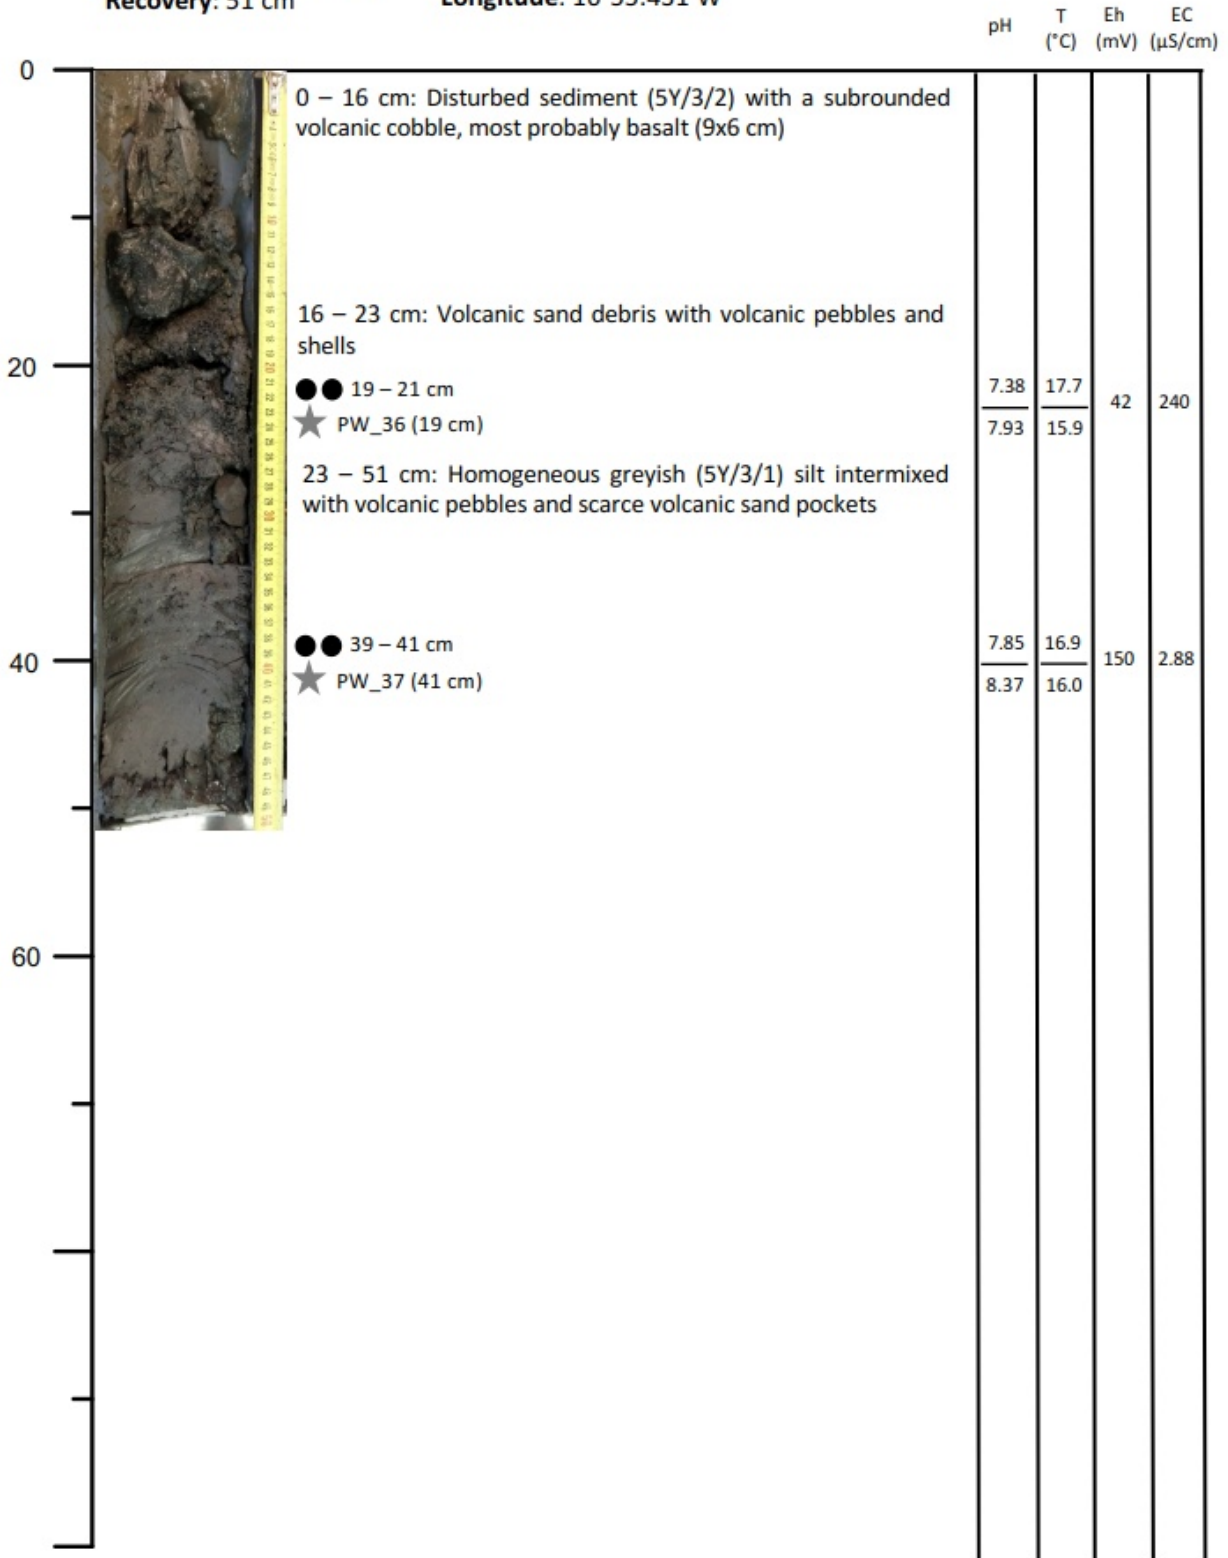 Recovery: 51 cm
pH T Eh EC
(°C) (mV) (µS/cm)
0
0 – 16 cm: Disturbed sediment (5Y/3/2) with a subrounded
volcanic cobble, most probably basalt (9x6 cm)
16 – 23 cm: Volcanic sand debris with volcanic pebbles and
shells
20
19 – 21 cm
PW_36 (19 cm)
7.38 17.7 42 240
7.93 15.9
23 – 51 cm: Homogeneous greyish (5Y/3/1) silt intermixed
with volcanic pebbles and scarce volcanic sand pockets
40
39 – 41 cm
PW_37 (41 cm)
7.85 16.9 150 2.88
8.37 16.0
60